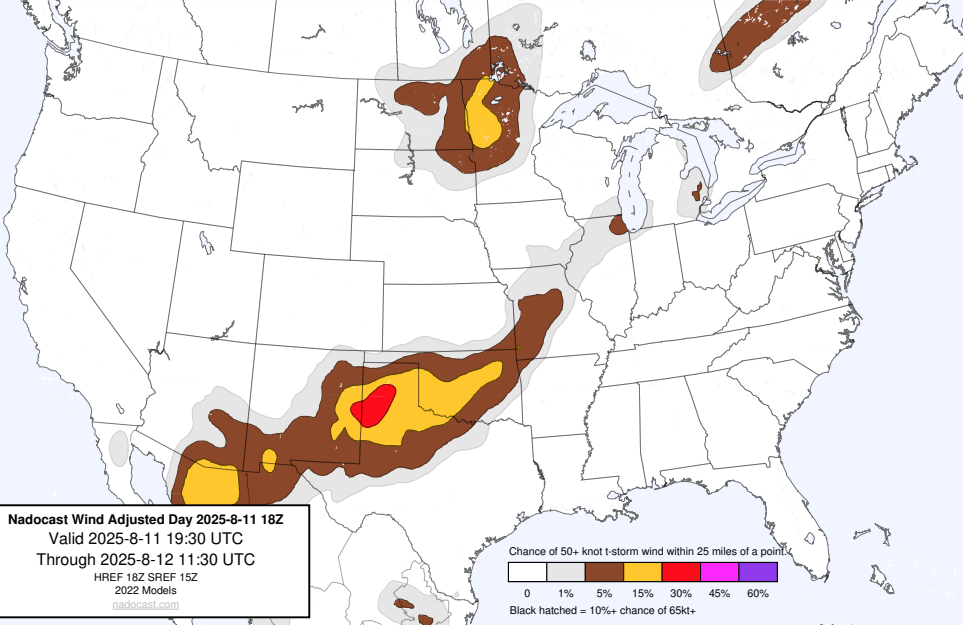 Nadocast Wind Adjusted Day 2025-8-11 18Z
Valid 2025-8-11 19:30 UTC
Through 2025-8-12 11:30 UTC
HREF 18Z SREF 15Z
2022 Models
nadocast.com
Chance of 50+ knot t-storm wind within 25 miles of a point.
0 1% 5% 15% 30% 45% 60%
Black hatched = 10%+ chance of 65kt+